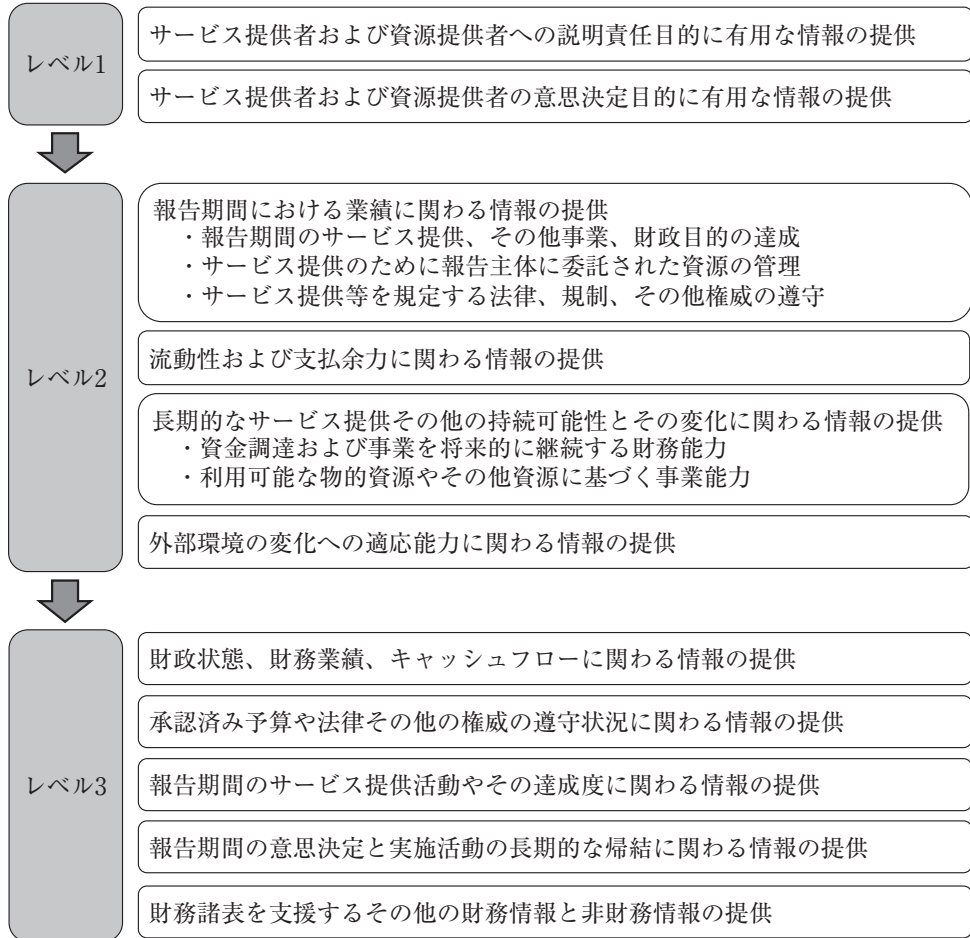 レベル1
サービス提供者および資源提供者への説明責任目的に有用な情報の提供
サービス提供者および資源提供者の意思決定目的に有用な情報の提供
レベル2
報告期間における業績に関わる情報の提供
・報告期間のサービス提供、その他事業、財政目的の達成
・サービス提供のために報告主体に委託された資源の管理
・サービス提供等を規定する法律、規制、その他権威の遵守
流動性および支払余力に関わる情報の提供
長期的なサービス提供その他の持続可能性とその変化に関わる情報の提供
・資金調達および事業を将来的に継続する財務能力
・利用可能な物的資源やその他資源に基づく事業能力
外部環境の変化への適応能力に関わる情報の提供
レベル3
財政状態、財務業績、キャッシュフローに関わる情報の提供
承認済み予算や法律その他の権威の遵守状況に関わる情報の提供
報告期間のサービス提供活動やその達成度に関わる情報の提供
報告期間の意思決定と実施活動の長期的な帰結に関わる情報の提供
財務諸表を支援するその他の財務情報と非財務情報の提供